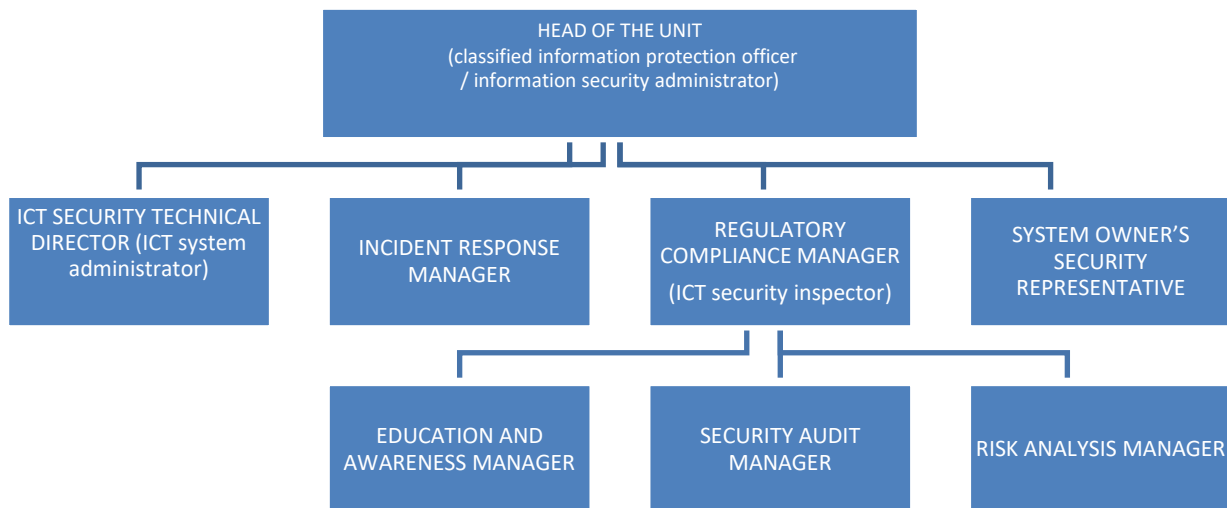 HEAD OF THE UNIT
(classified information protection officer
/ information security administrator)
ICT SECURITY TECHNICAL
DIRECTOR (ICT system
administrator)
INCIDENT RESPONSE
MANAGER
REGULATORY
COMPLIANCE MANAGER
(ICT security inspector)
SYSTEM OWNER’S
SECURITY
REPRESENTATIVE
EDUCATION AND
AWARENESS MANAGER
SECURITY AUDIT
MANAGER
RISK ANALYSIS MANAGER